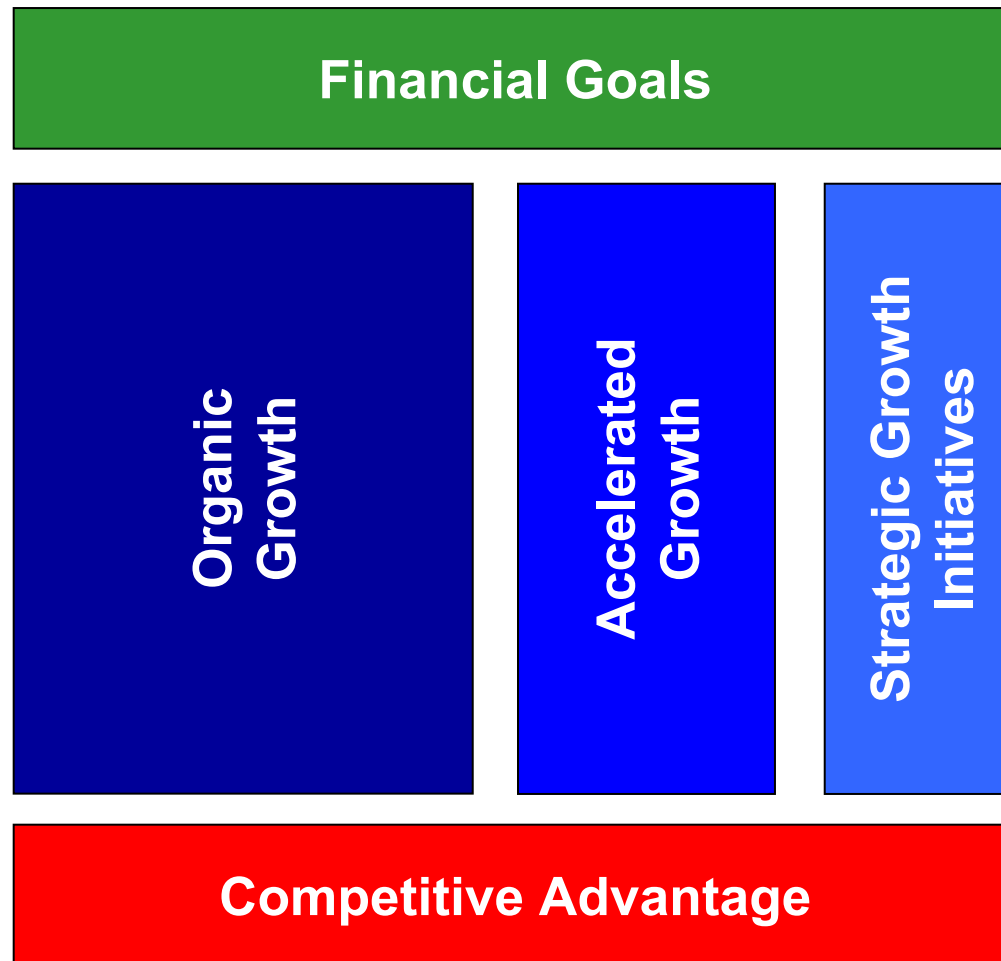 Financial Goals
Organic
Growth
Accelerated
Growth
Strategic Growth
Initiatives
Competitive Advantage